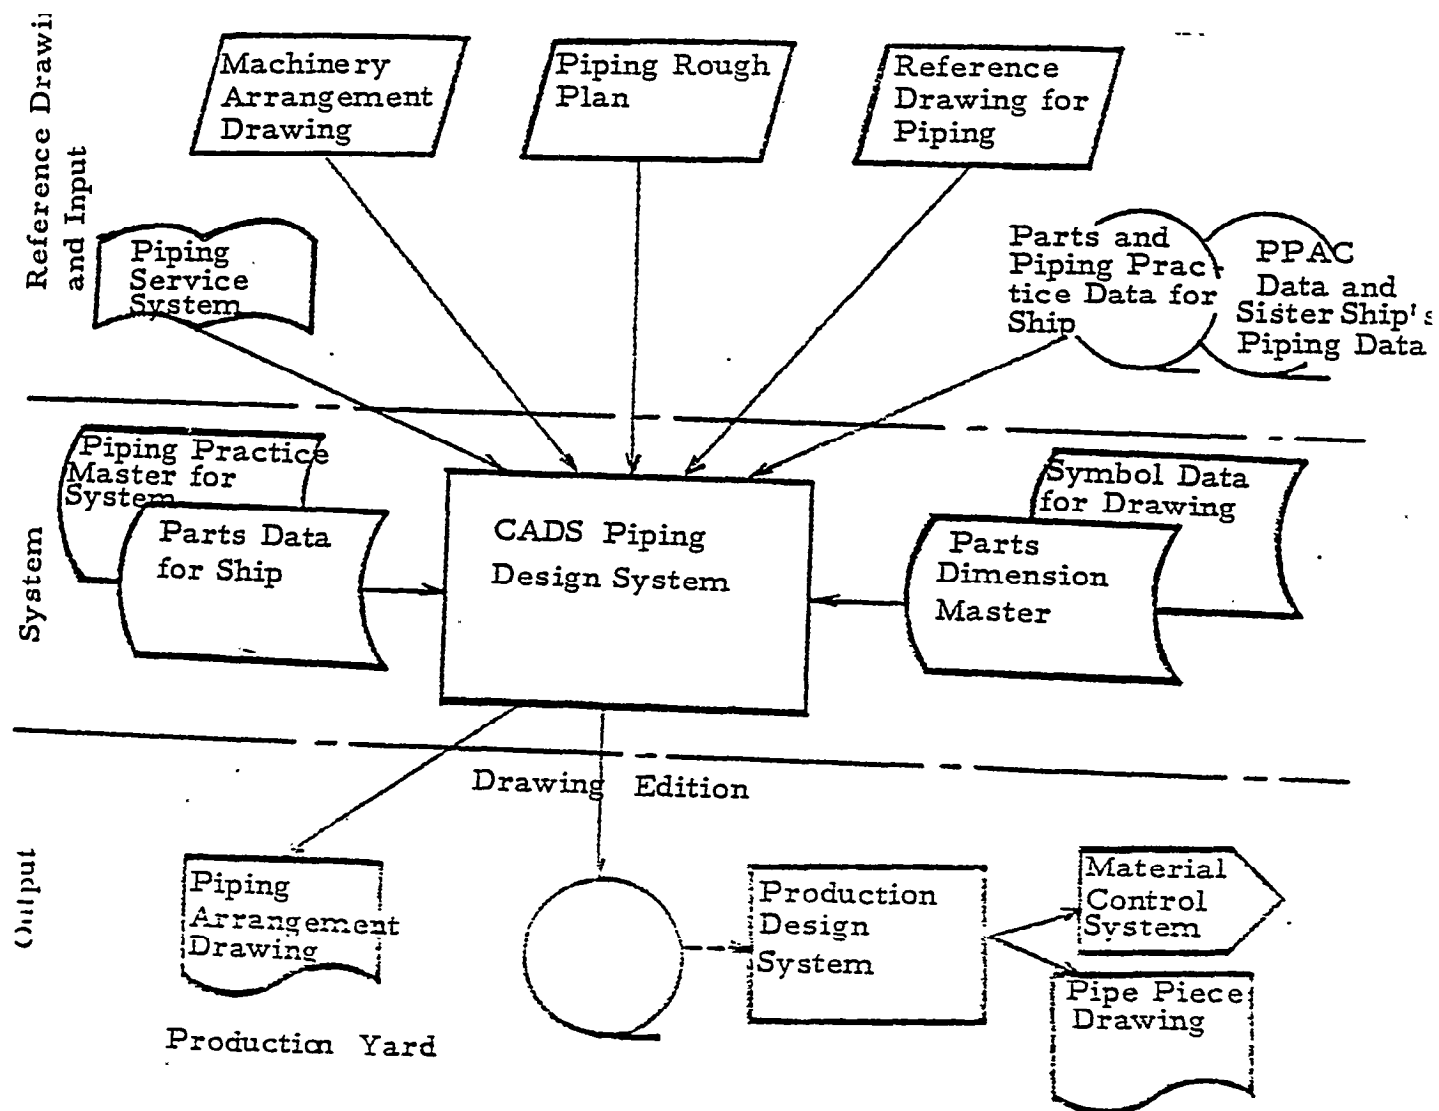 Reference Drawi
and Input
Machinery
Arrangement
Drawing
Piping Rough
Plan
Reference
Drawing for
Piping
Piping
Service
System
Parts and
Piping Prac-
tice Data for
Ship
PPAC
Data and
Sister Ship's
Piping Data
System
Piping Practice
Master for
System
Parts Data
for Ship
CADS Piping
Design System
Symbol Data
for Drawing
Parts
Dimension
Master
Output
Drawing Edition
Piping
Arrangement
Drawing
Production
Design
System
Material
Control
System
Pipe Piece
Drawing
Production Yard